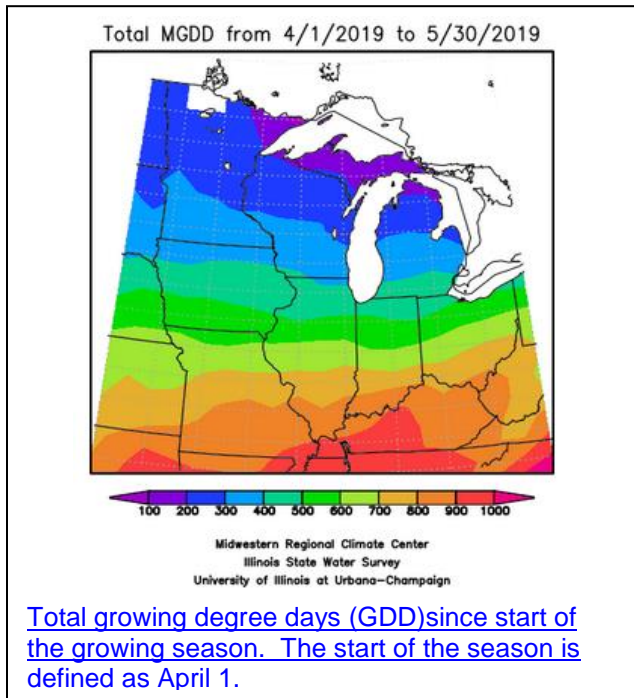 Total MGDD from 4/1/2019 to 5/30/2019
100 200 300 400 500 600 700 800 900 1000
Midwestern Regional Climate Center
Illinois State Water Survey
University of Illinois at Urbana-Champaign
Total growing degree days (GDD)since start of
the growing season.  The start of the season is
defined as April 1.